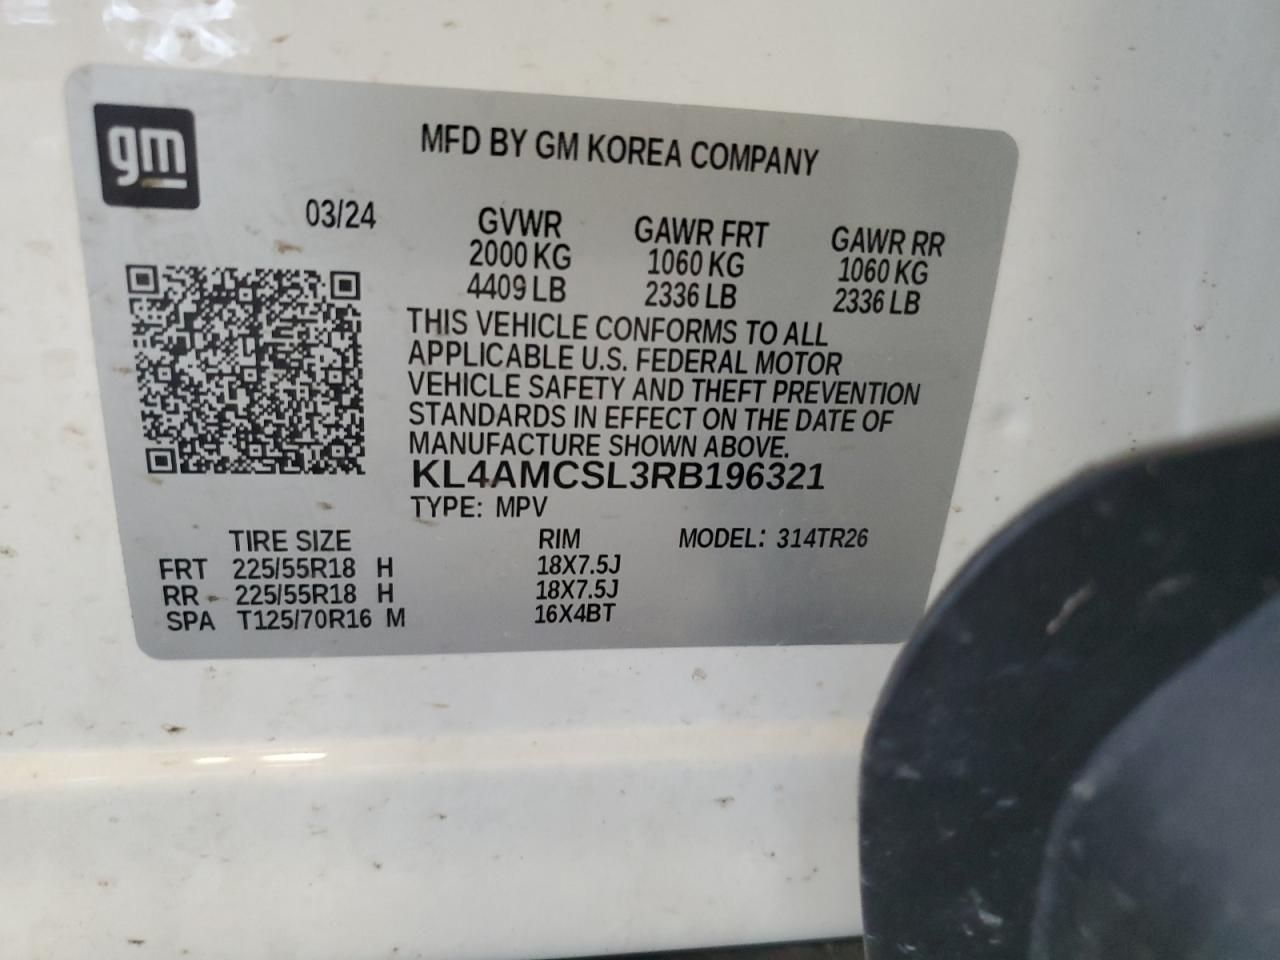 gm
MFD BY GM KOREA COMPANY
03/24
GVWR GAWR FRT GAWR RR
2000 KG 1060 KG 1060 KG
4409 LB 2336 LB 2336 LB
THIS VEHICLE CONFORMS TO ALL
APPLICABLE U.S. FEDERAL MOTOR
VEHICLE SAFETY AND THEFT PREVENTION
STANDARDS IN EFFECT ON THE DATE OF
MANUFACTURE SHOWN ABOVE.
KL4AMCSL3RB196321
TYPE: MPV
TIRE SIZE RIM MODEL: 314TR26
FRT 225/55R18 H 18X7.5J
RR 225/55R18 H 18X7.5J
SPA T125/70R16 M 16X4BT